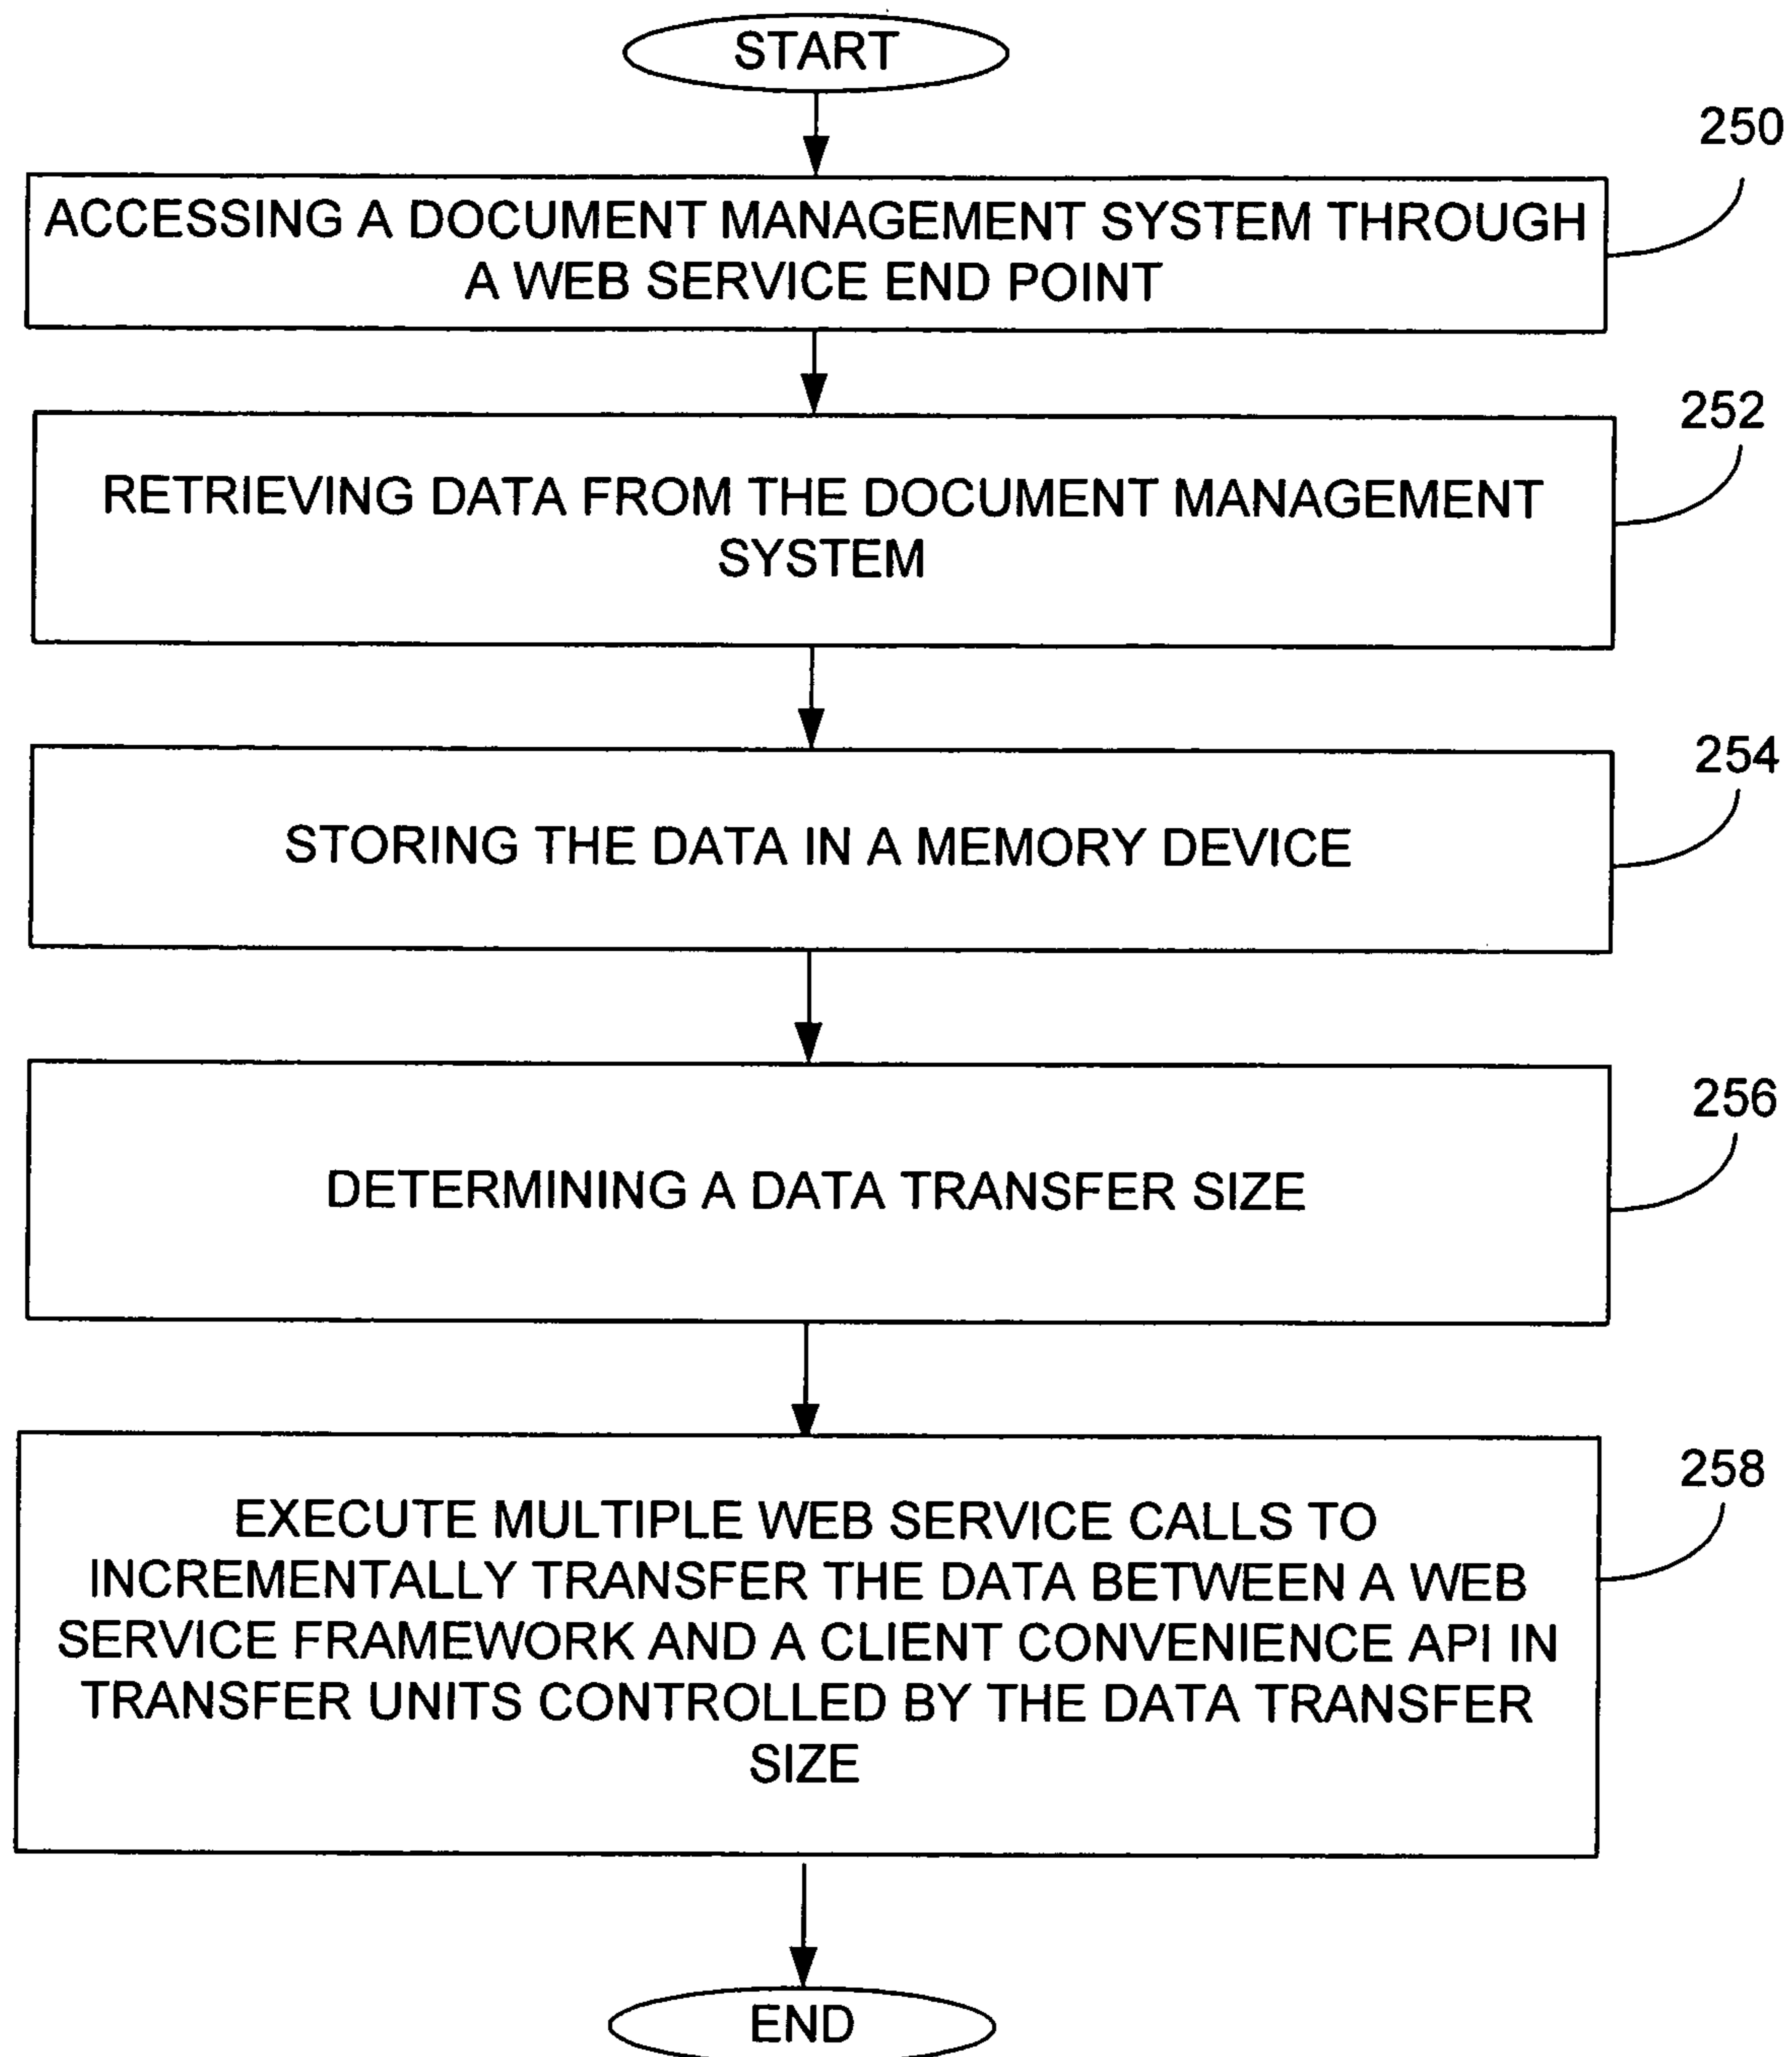 START
250
ACCESSING A DOCUMENT MANAGEMENT SYSTEM THROUGH
A WEB SERVICE END POINT
252
RETRIEVING DATA FROM THE DOCUMENT MANAGEMENT
SYSTEM
254
STORING THE DATA IN A MEMORY DEVICE
256
DETERMINING A DATA TRANSFER SIZE
258
EXECUTE MULTIPLE WEB SERVICE CALLS TO
INCREMENTALLY TRANSFER THE DATA BETWEEN A WEB
SERVICE FRAMEWORK AND A CLIENT CONVENIENCE API IN
TRANSFER UNITS CONTROLLED BY THE DATA TRANSFER
SIZE
END